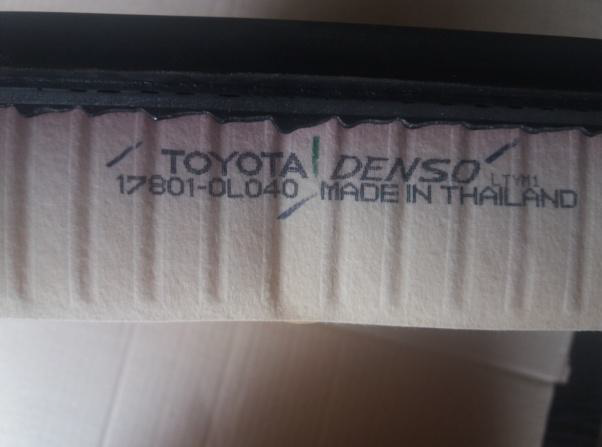 TOYOTA DENSO LTYM1
17801-0L040 MADE IN THAILAND